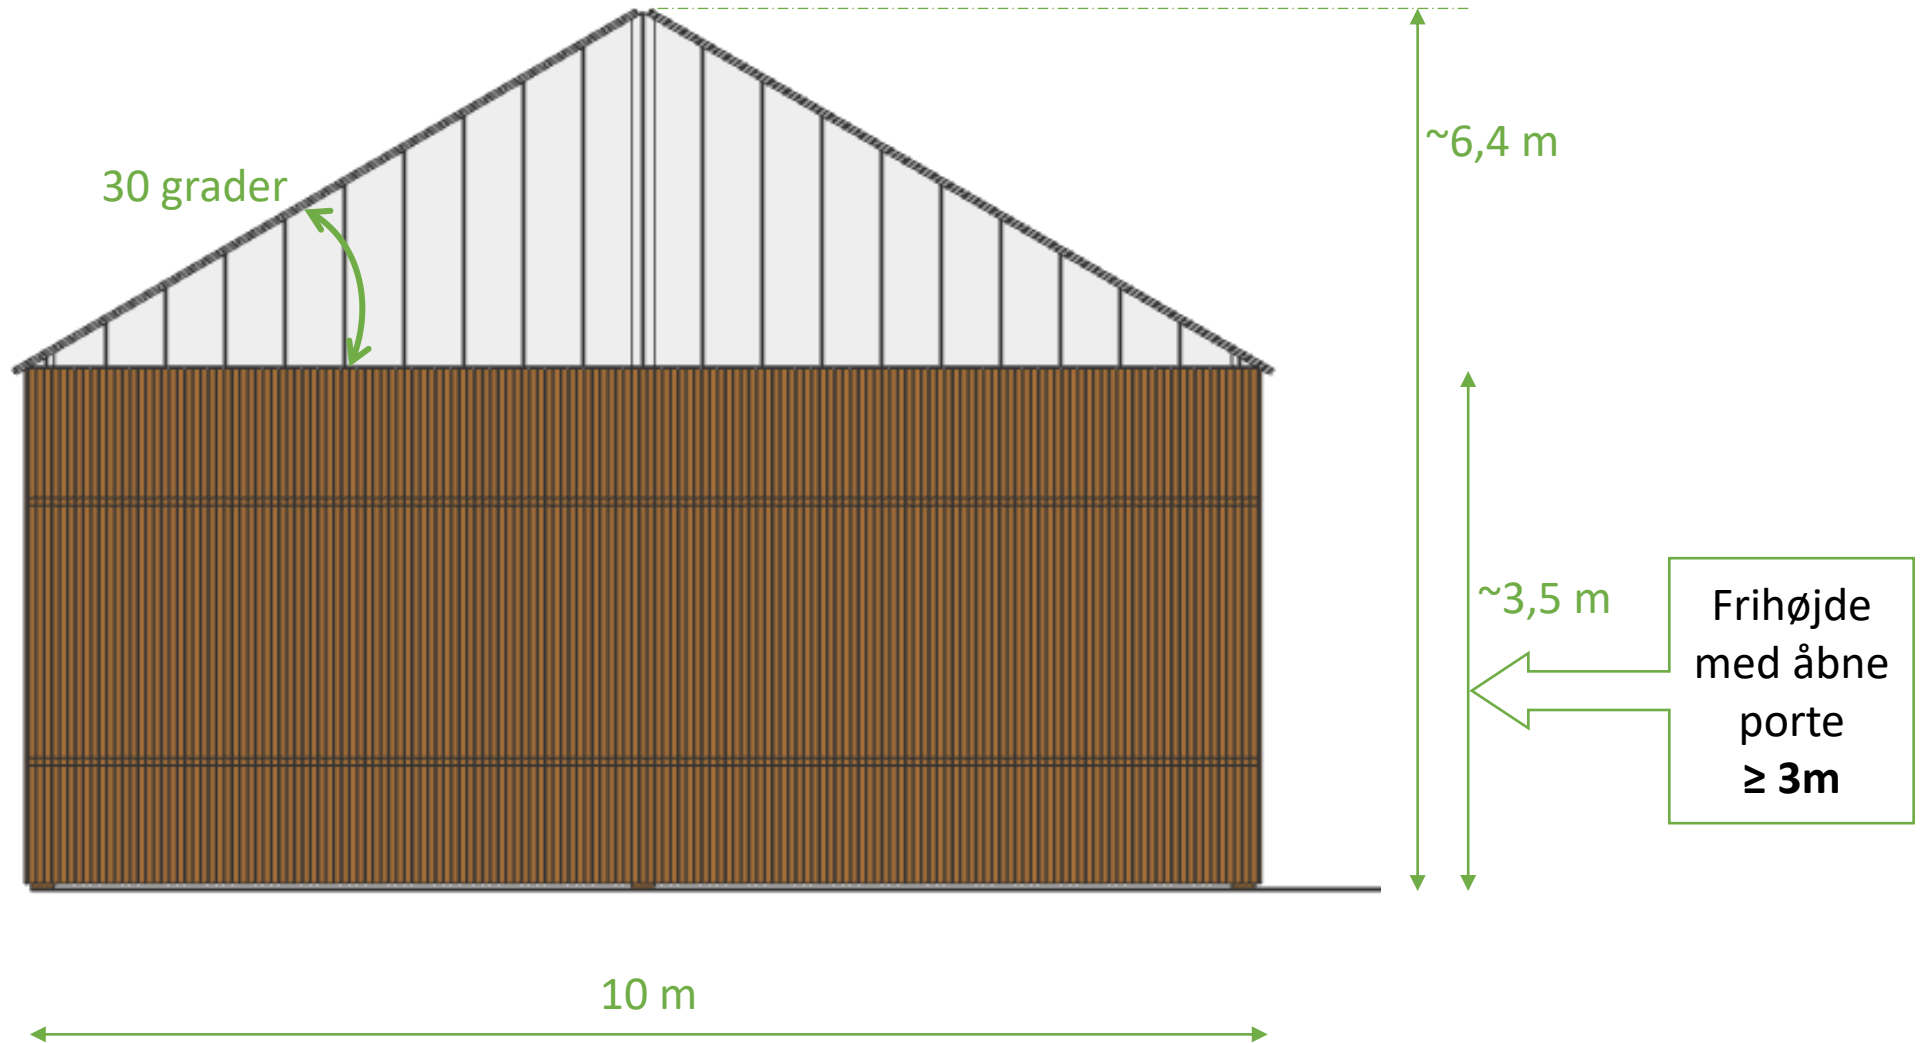 ~6,4 m
30 grader
~3,5 m
Frihøjde
med åbne
porte
≥ 3m
10 m